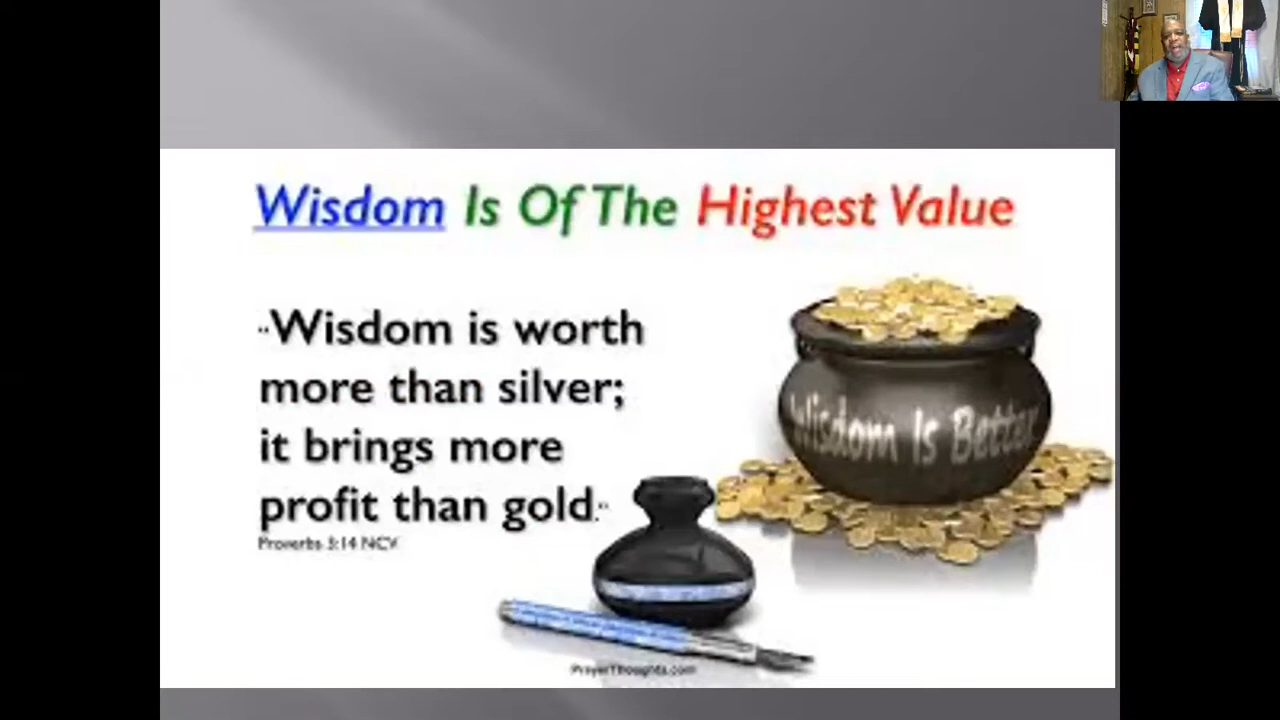 Wisdom Is Of The Highest Value
"Wisdom is worth
more than silver;
it brings more
profit than gold."
Proverbs 3:14 NCV
Wisdom Is Better
PrayerThoughts.com